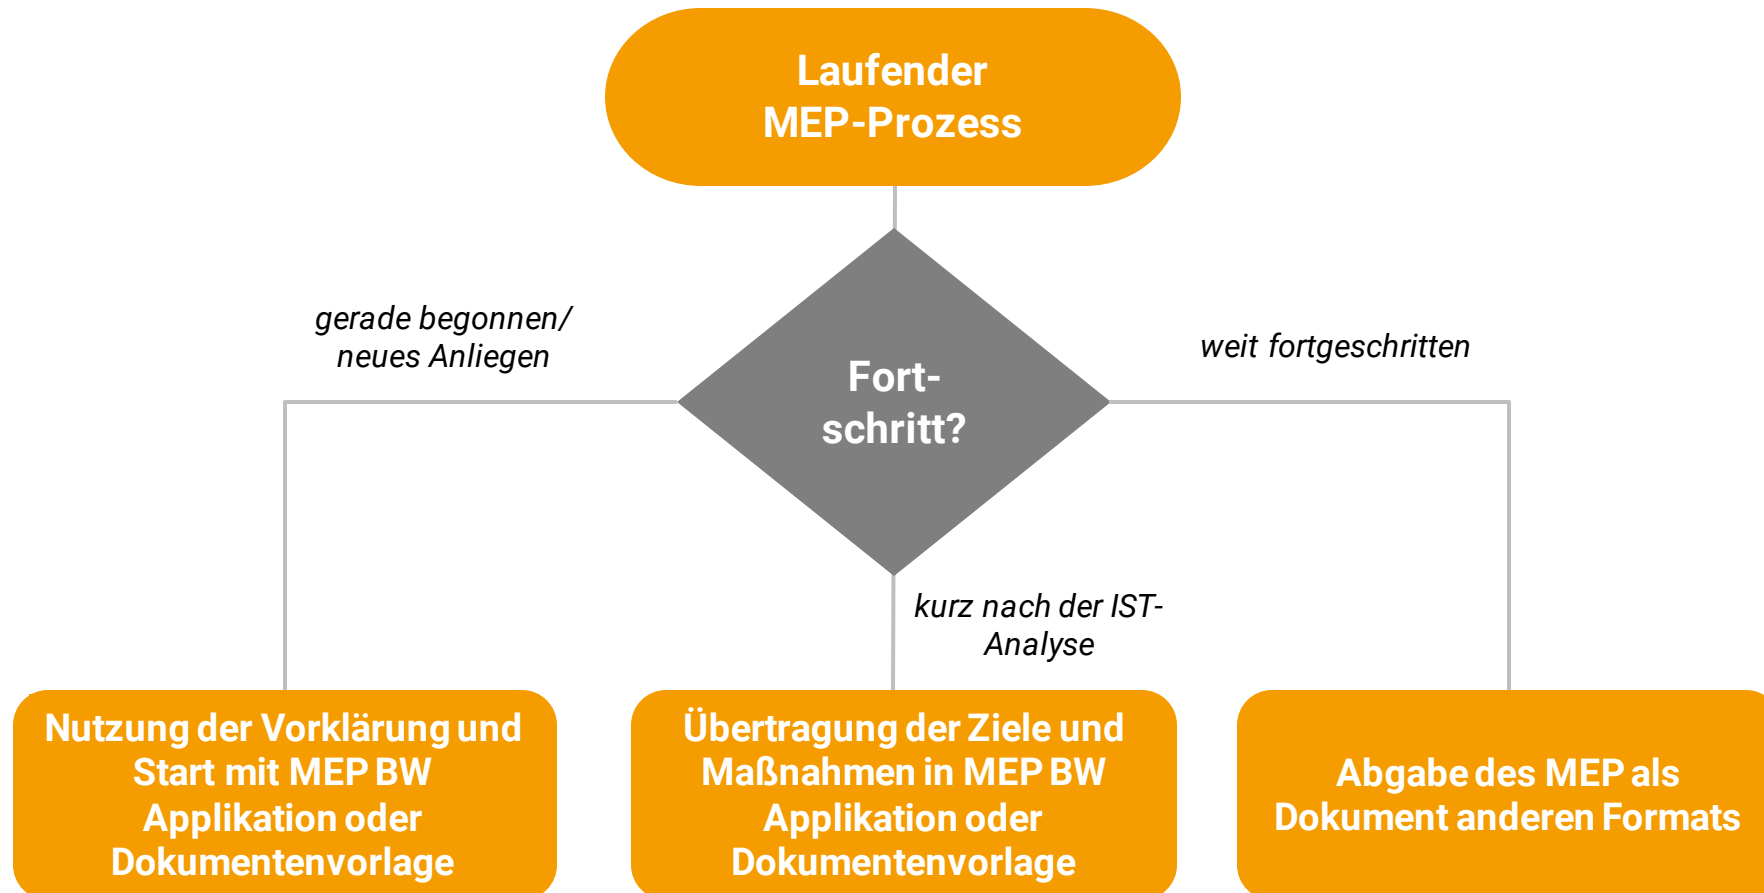 Laufender
MEP-Prozess
gerade begonnen/
neues Anliegen
Fort-
schritt?
weit fortgeschritten
kurz nach der IST-
Analyse
Nutzung der Vorklärung und
Start mit MEP BW
Applikation oder
Dokumentenvorlage
Übertragung der Ziele und
Maßnahmen in MEP BW
Applikation oder
Dokumentenvorlage
Abgabe des MEP als
Dokument anderen Formats